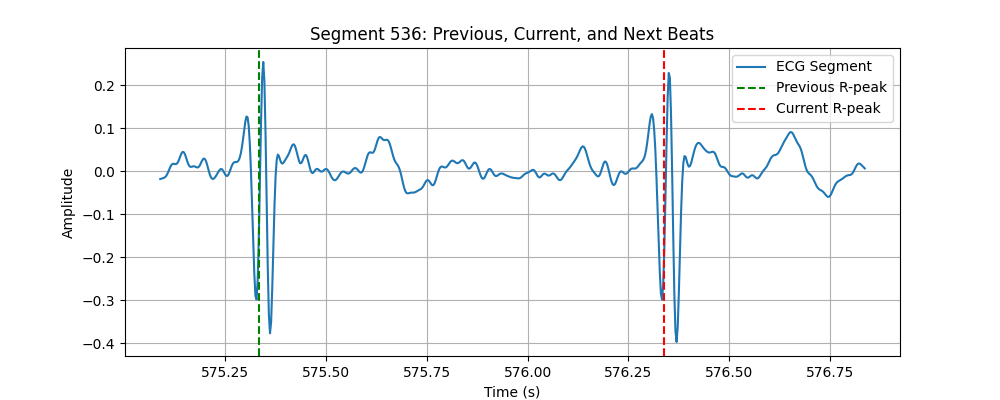 Segment 536: Previous, Current, and Next Beats
ECG Segment
Previous R-peak
Current R-peak
Amplitude
0.2
0.1
0.0
−0.1
−0.2
−0.3
−0.4
575.25 575.50 575.75 576.00 576.25 576.50 576.75
Time (s)